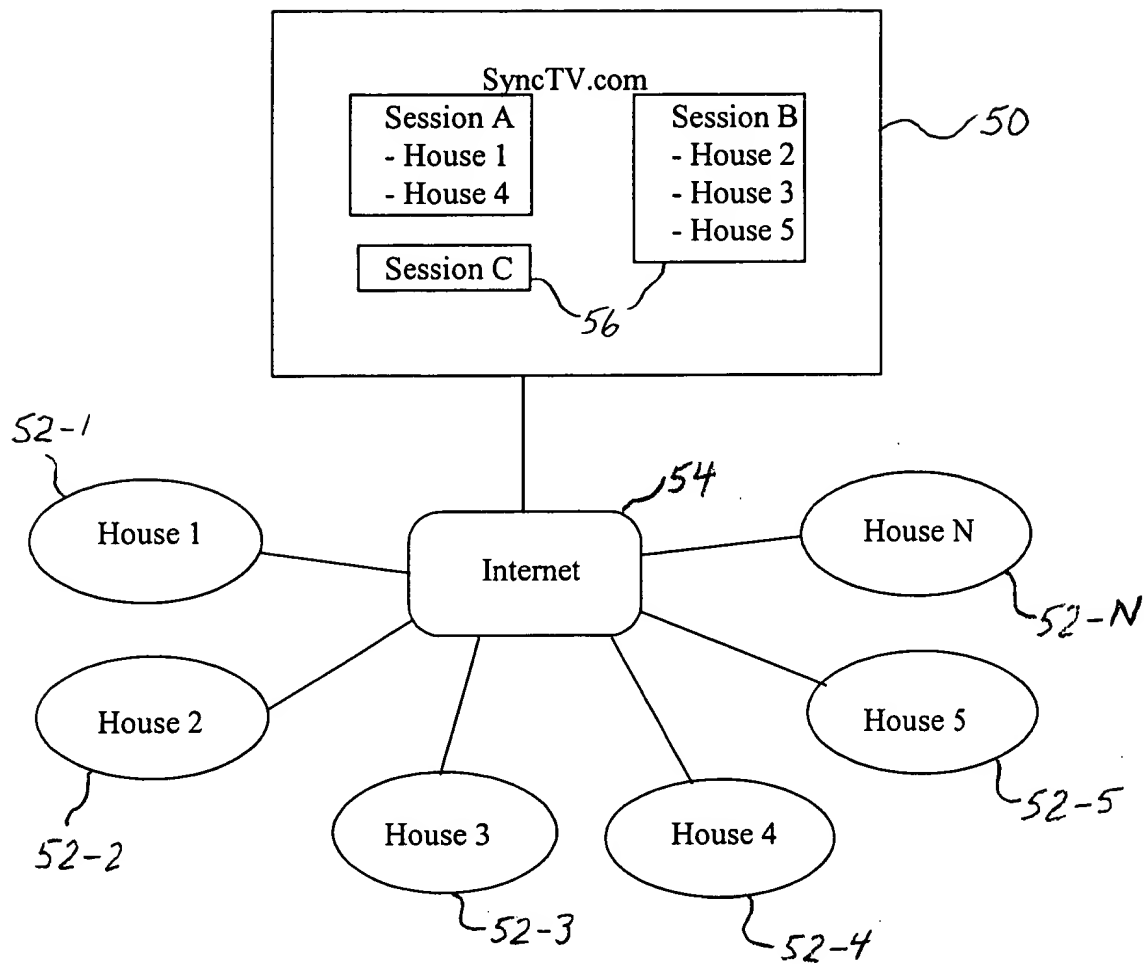 SyncTV.com
Session A
- House 1
- House 4
Session B
- House 2
- House 3
- House 5
50
Session C
56
52-1
54
House 1
Internet
House N
52-N
House 2
House 5
52-5
52-2
House 3
House 4
52-3
52-4